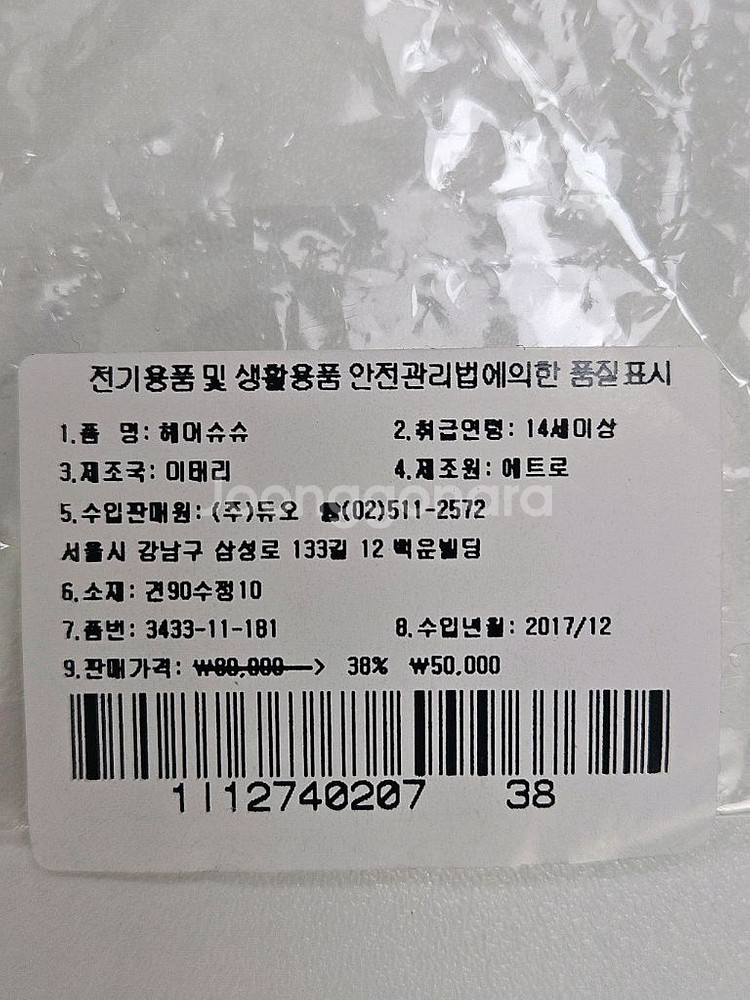 전기용품 및 생활용품 안전관리법에의한 품질표시
1.품 명: 헤어슈슈 2.취급연령: 14세이상
3.제조국: 이태리 4.제조원: 에트로
5.수입판매원: (주)듀오 ☎(02)511-2572
joonggonara
서울시 강남구 삼성로 133길 12 백운빌딩
6.소재: 견90수정10
7.품번: 3433-11-181 8.수입년월: 2017/12
9.판매가격: ₩80,000—> 38% ₩50,000
1112740207 38